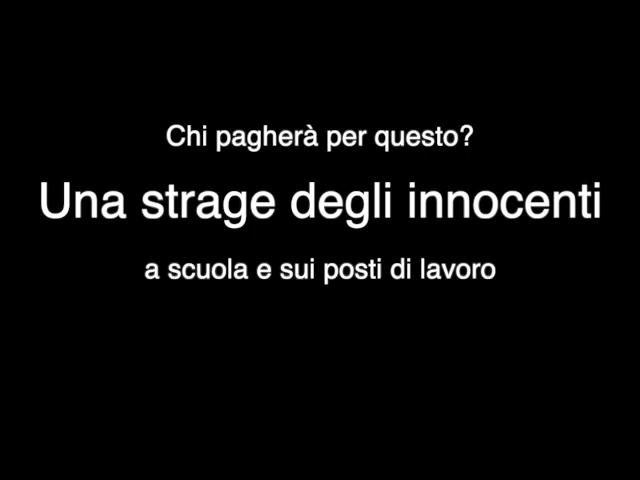 Chi pagherà per questo?
Una strage degli innocenti
a scuola e sui posti di lavoro